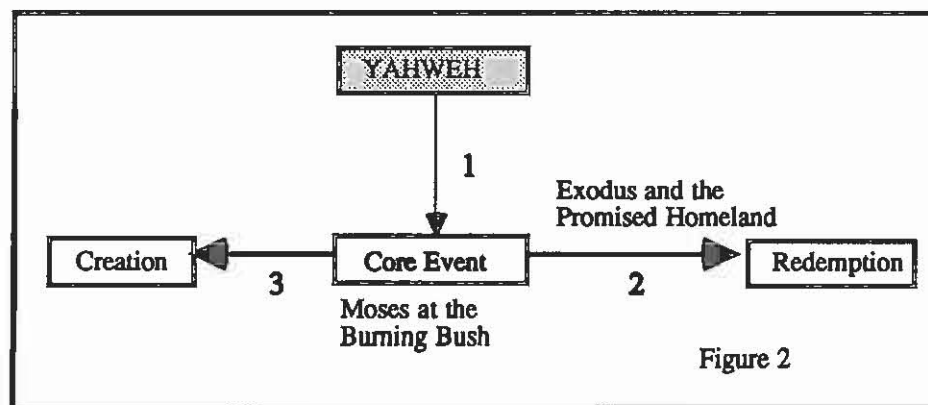 YAHWEH
1
Exodus and the
Promised Homeland
Creation
3
Core Event
2
Redemption
Moses at the
Burning Bush
Figure 2